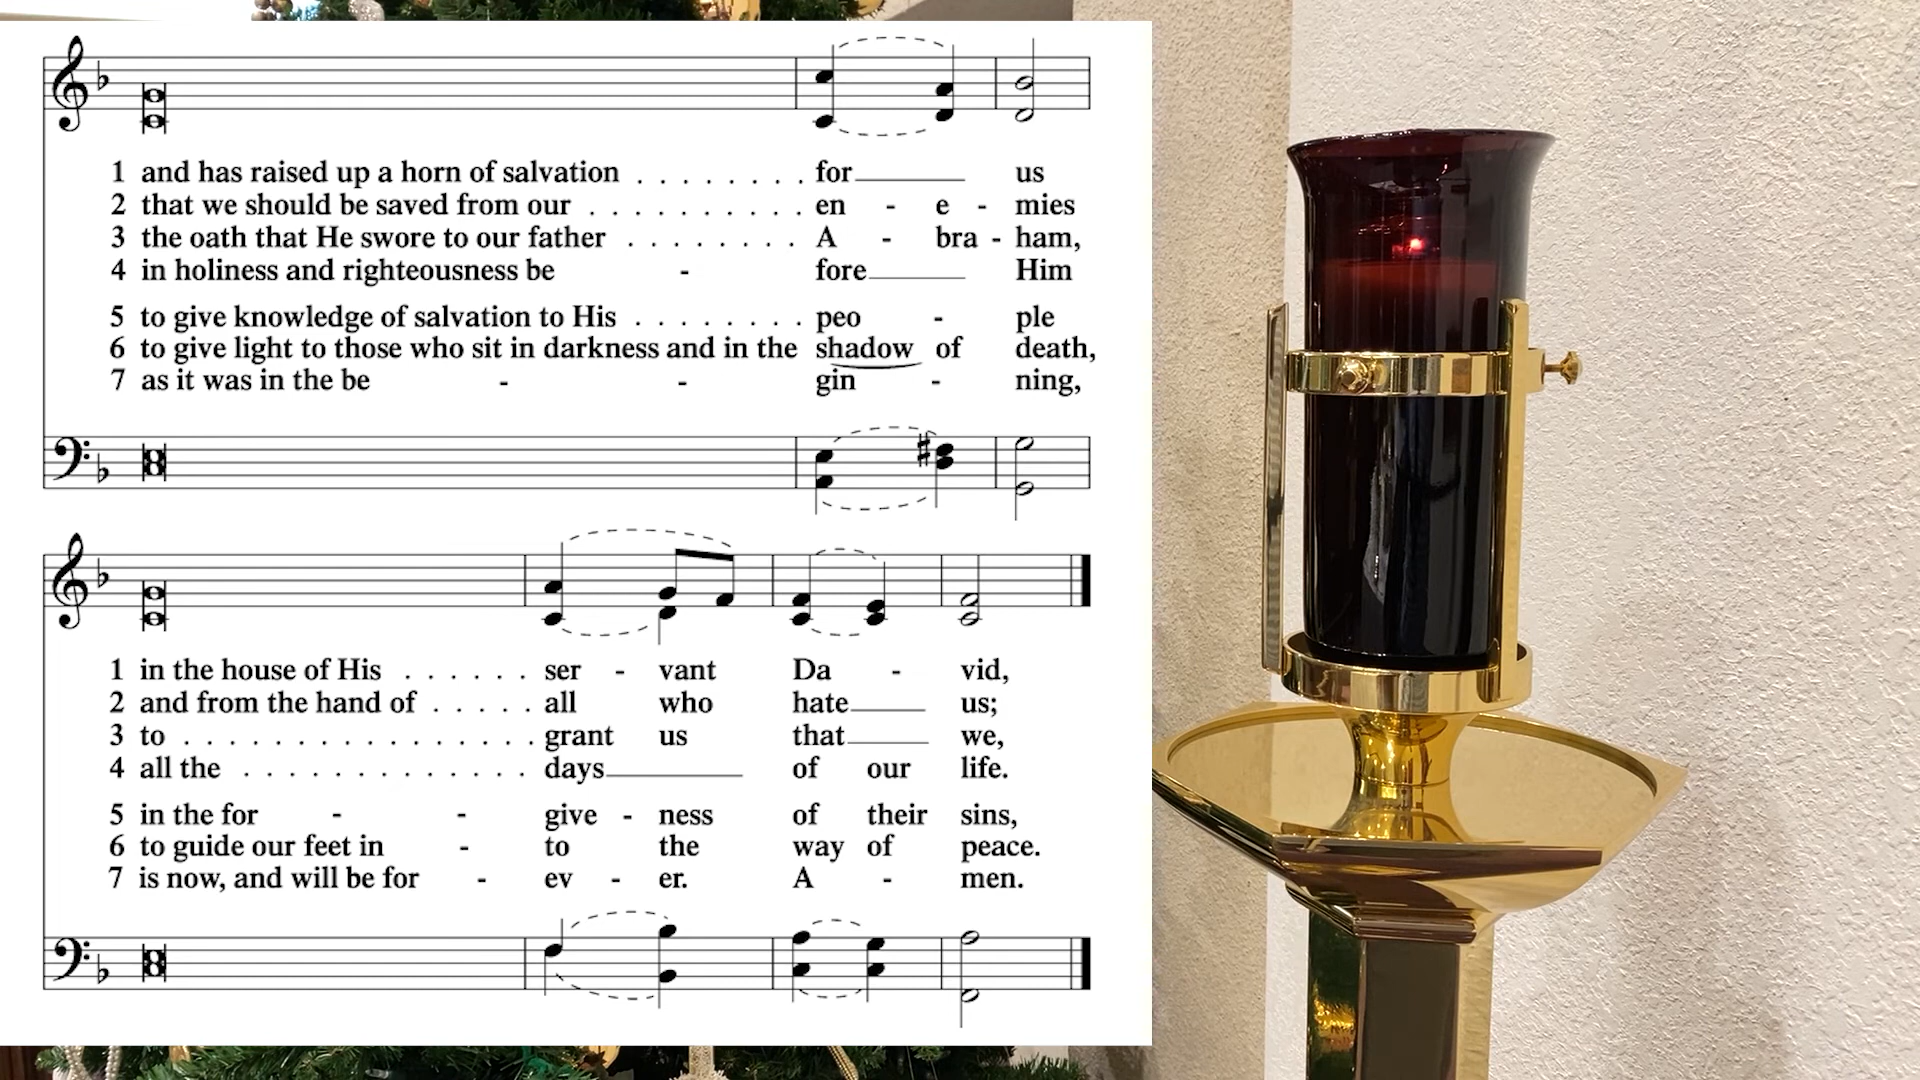 1 and has raised up a horn of salvation ........ for____ us
2 that we should be saved from our .......... en - e - mies
3 the oath that He swore to our father ........ A - bra - ham,
4 in holiness and righteousness be - fore____ Him
5 to give knowledge of salvation to His ........ peo - ple
6 to give light to those who sit in darkness and in the shadow of death,
7 as it was in the be - - gin - ning,
1 in the house of His ...... ser - vant Da - vid,
2 and from the hand of ..... all who hate____ us;
3 to ................. grant us that____ we,
4 all the ............. days____ of our life.
5 in the for - - give - ness of their sins,
6 to guide our feet in - to the way of peace.
7 is now, and will be for - ev - er. A - men.